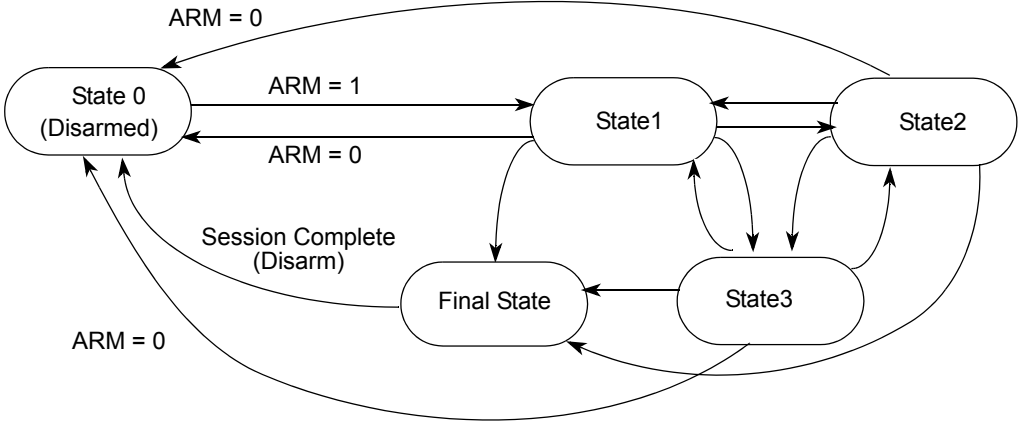 ARM = 0
State 0
(Disarmed)
ARM = 1
ARM = 0
State1
State2
Session Complete
(Disarm)
Final State
State3
ARM = 0